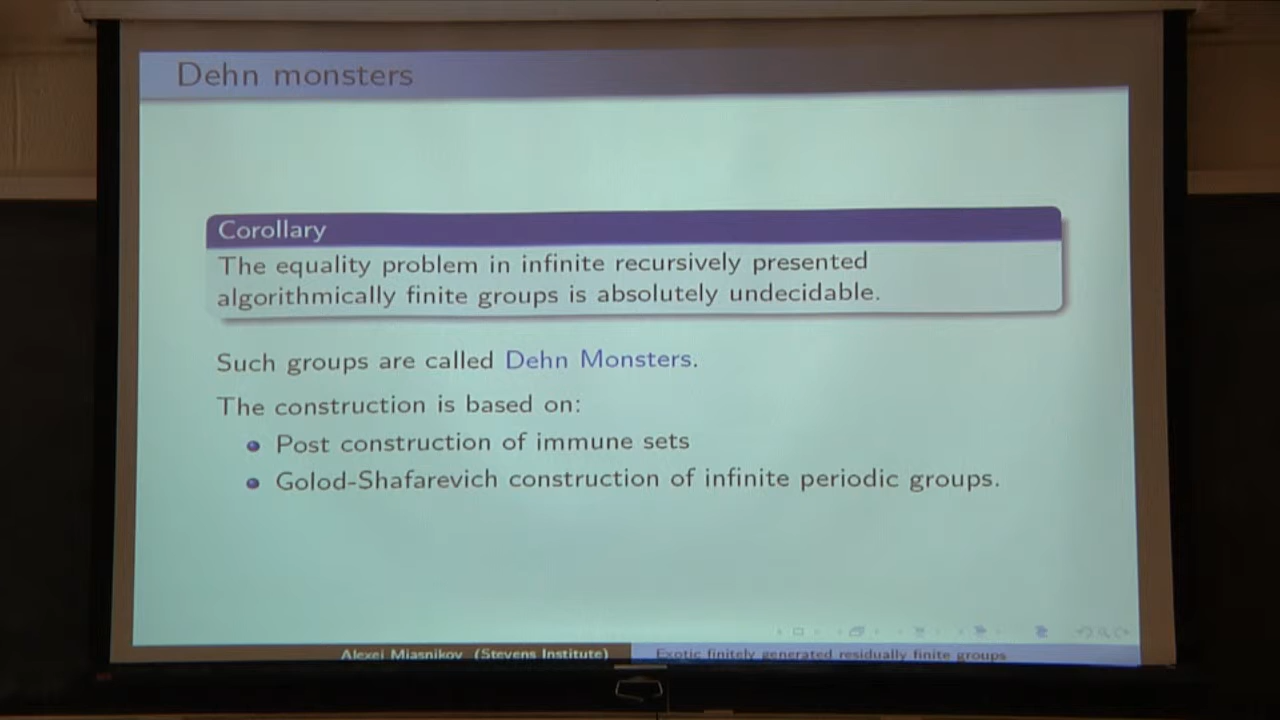 Dehn monsters
Corollary
The equality problem in infinite recursively presented
algorithmically finite groups is absolutely undecidable.
Such groups are called Dehn Monsters.
The construction is based on:
Post construction of immune sets
Golod-Shafarevich construction of infinite periodic groups.
Alexei Miasnikov (Stevens Institute)
Exotic finitely generated residually finite groups